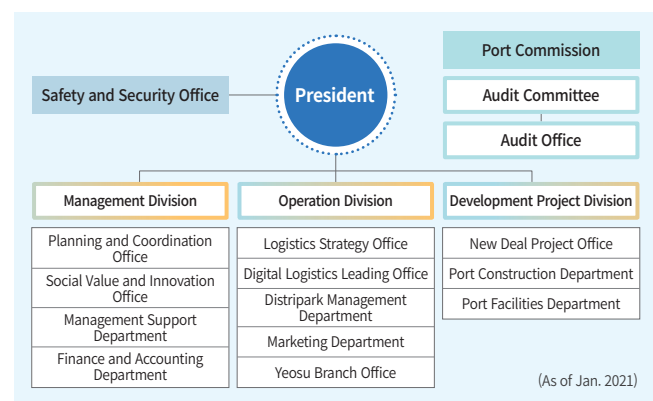 Port Commission
Safety and Security Office
President
Audit Committee
Audit Office
Management Division
Operation Division
Development Project Division
Planning and Coordination
Office
Social Value and Innovation
Office
Management Support
Department
Finance and Accounting
Department
Logistics Strategy Office
Digital Logistics Leading Office
Distripark Management
Department
Marketing Department
Yeosu Branch Office
New Deal Project Office
Port Construction Department
Port Facilities Department
(As of Jan. 2021)